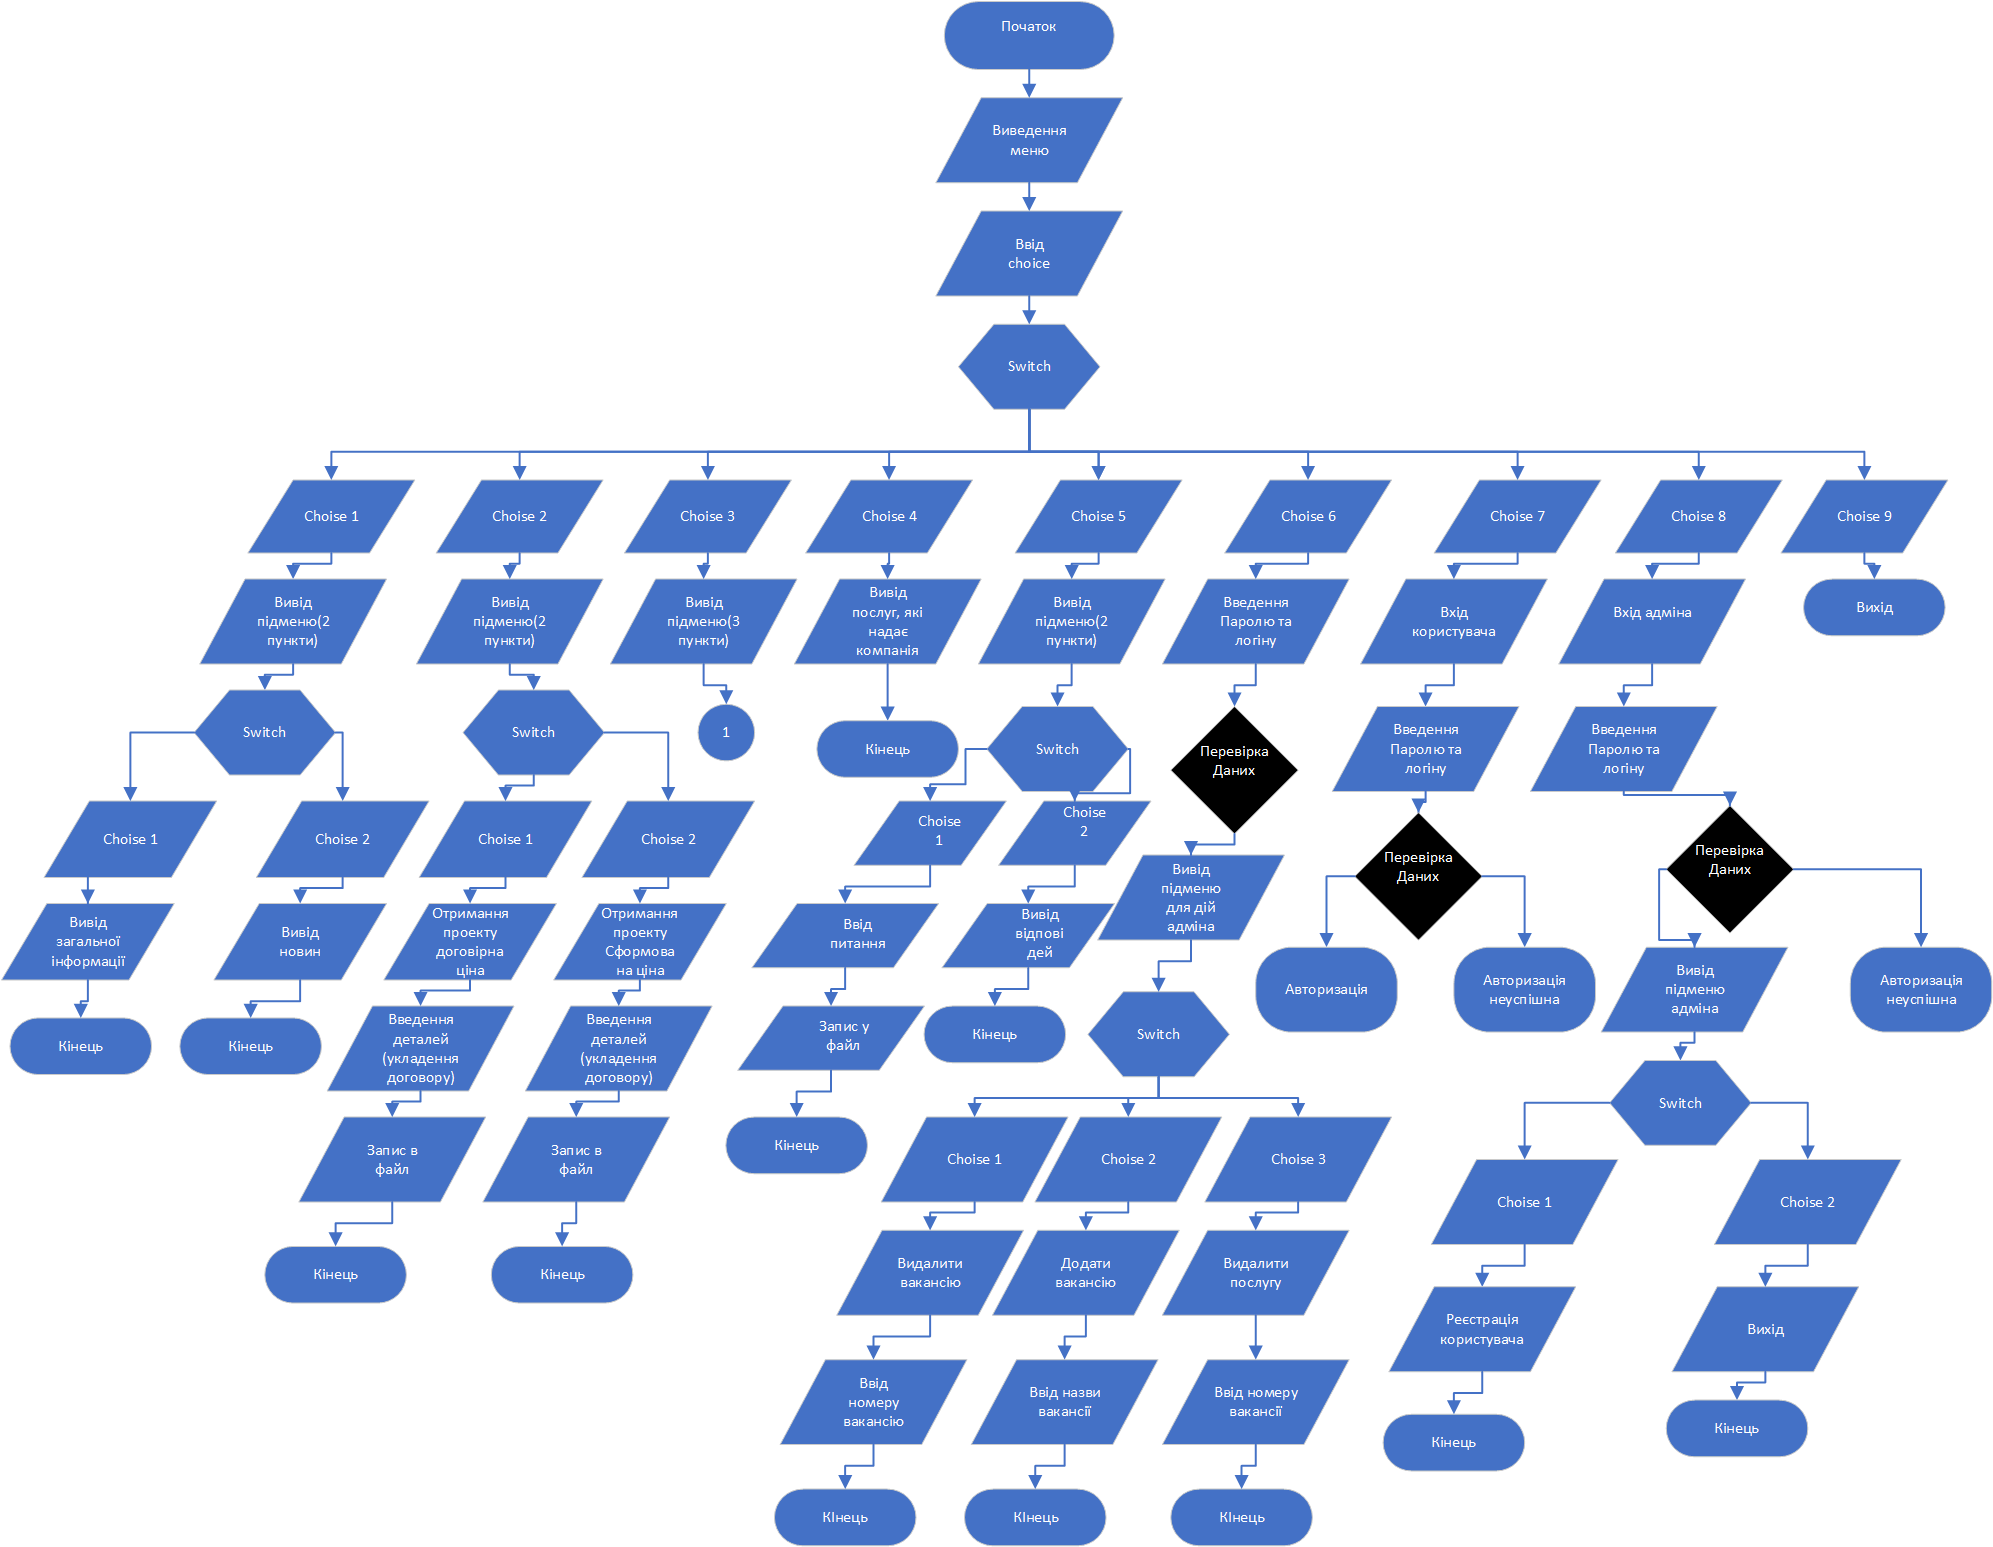 Початок
Виведення
меню
Ввід
choice
Switch
Choise 1
Choise 2
Choise 3
Choise 4
Choise 5
Choise 6
Choise 7
Choise 8
Choise 9
Вивід
підменю(2
пункти)
Вивід
підменю(2
пункти)
Вивід
підменю(3
пункти)
Вивід
послуг, які
надає
компанія
Вивід
підменю(2
пункти)
Введення
Паролю та
логіну
Вхід
користувача
Вхід адміна
Вихід
Switch
Switch
1
Кінець
Switch
Перевірка
Даних
Введення
Паролю та
логіну
Введення
Паролю та
логіну
Choise 1
Choise 2
Choise 1
Choise 2
Choise
1
Choise
2
Перевірка
Даних
Перевірка
Даних
Вивід
загальної
інформації
Вивід
новин
Отримання
проекту
договірна
ціна
Отримання
проекту
Сформова
на ціна
Ввід
питання
Вивід
відпові
дей
Вивід
підменю
для дій
адміна
Авторизація
Авторизація
неуспішна
Вивід
підменю
адміна
Авторизація
неуспішна
Кінець
Кінець
Введення
деталей
(укладення
договору)
Введення
деталей
(укладення
договору)
Запис у
файл
Кінець
Switch
Switch
Запис в
файл
Запис в
файл
Кінець
Choise 1
Choise 2
Choise 3
Choise 1
Choise 2
Кінець
Кінець
Видалити
вакансію
Додати
вакансію
Видалити
послугу
Реєстрація
користувача
Вихід
Ввід
номеру
вакансію
Ввід назви
вакансії
Ввід номеру
вакансії
Кінець
Кінець
КІнець
КІнець
КІнець